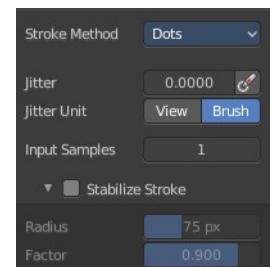 Stroke Method Dots
Jitter 0.0000
Jitter Unit View Brush
Input Samples 1
Stabilize Stroke
Radius 75 px
Factor 0.900